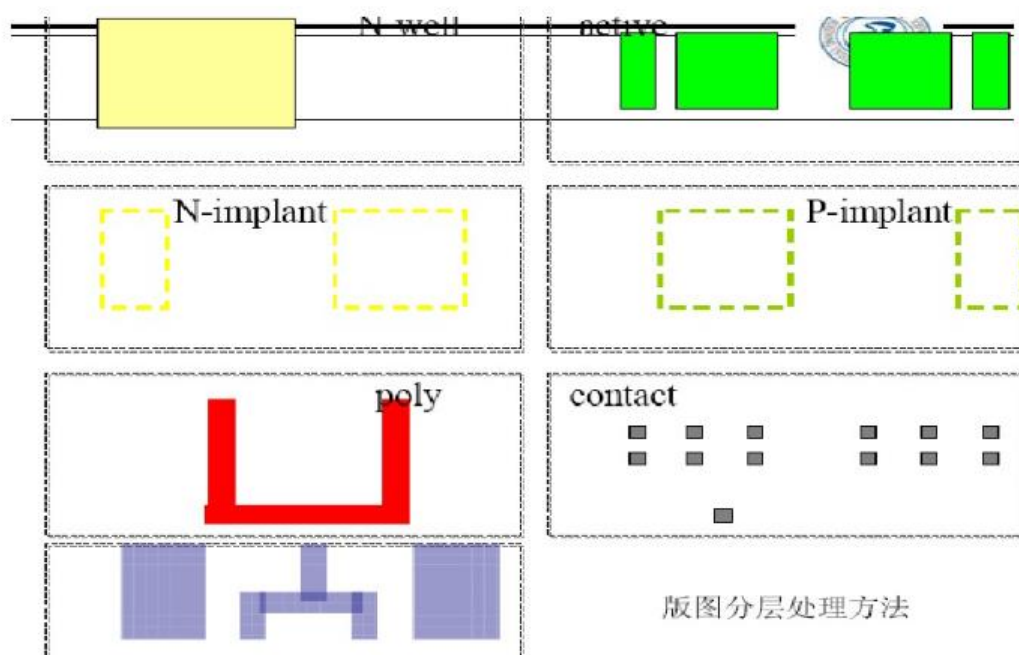 N-well
active
N-implant
P-implant
poly
contact
版图分层处理方法